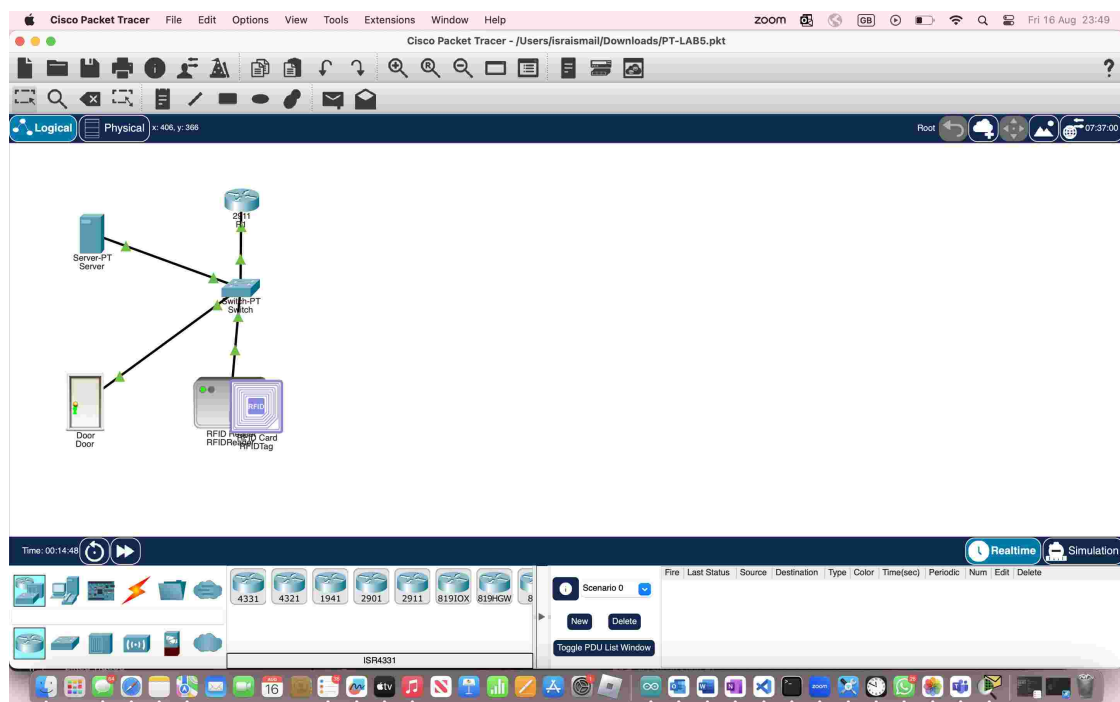 Cisco Packet Tracer File Edit Options View Tools Extensions Window Help zoom GB Fri 16 Aug 23:49
Cisco Packet Tracer - /Users/israismail/Downloads/PT-LAB5.pkt
?
Logical Physical x: 406, y: 366 Root 07:37:00
2911
R1
Server-PT
Server
Switch-PT
Switch
RFID
Door
Door
RFID Card
RFIDTag
Time: 00:14:48 Realtime Simulation
Fire Last Status Source Destination Type Color Time(sec) Periodic Num Edit Delete
4331 4321 1941 2901 2911 819IOX 819HGW
Scenario 0
New Delete
Toggle PDU List Window
ISR4331
AUG
16
tv
zoom